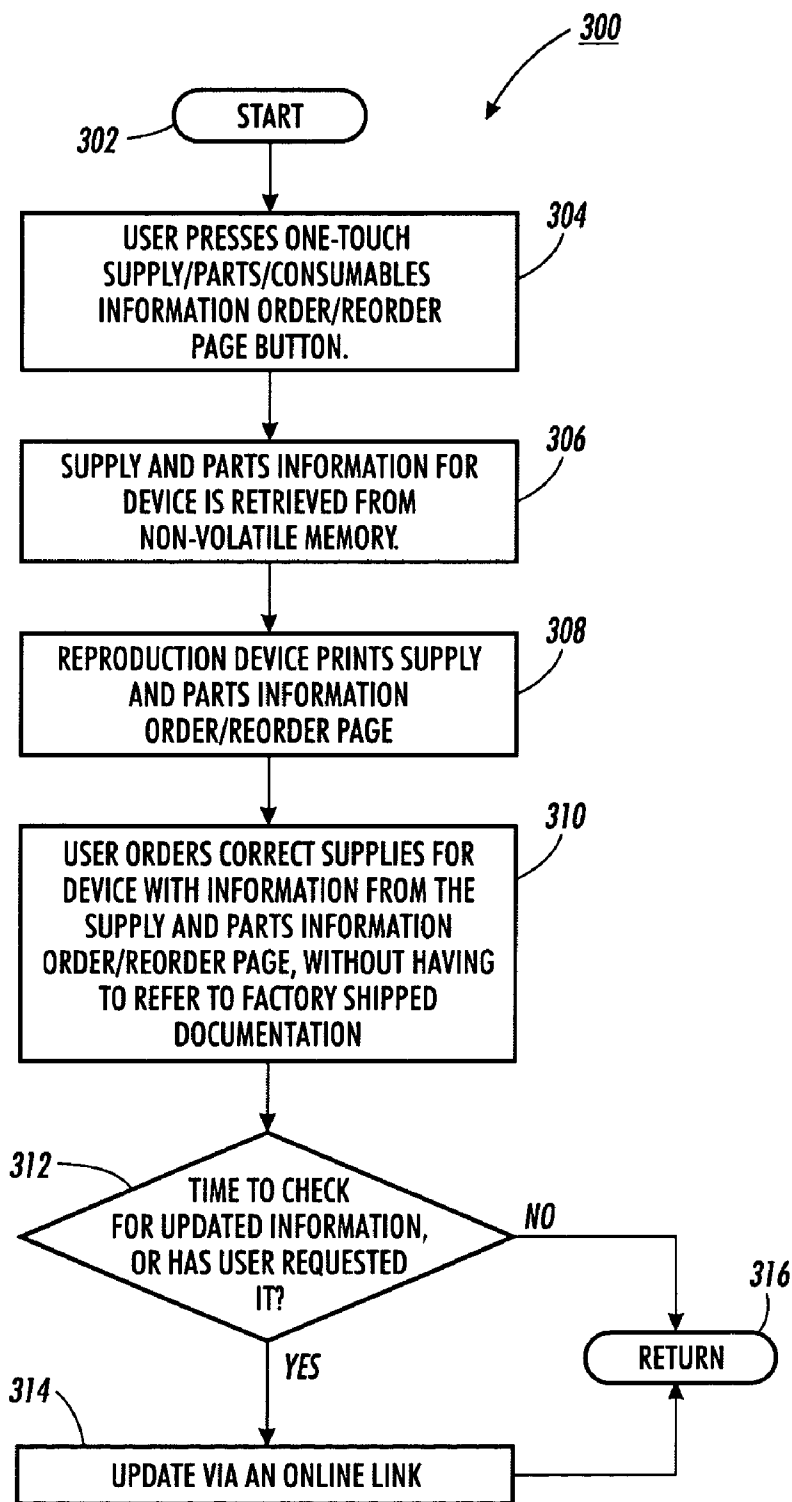 300
START
302
304
USER PRESSES ONE-TOUCH
SUPPLY/PARTS/CONSUMABLES
INFORMATION ORDER/REORDER
PAGE BUTTON.
306
SUPPLY AND PARTS INFORMATION FOR
DEVICE IS RETRIEVED FROM
NON-VOLATILE MEMORY.
308
REPRODUCTION DEVICE PRINTS SUPPLY
AND PARTS INFORMATION
ORDER/REORDER PAGE
310
USER ORDERS CORRECT SUPPLIES FOR
DEVICE WITH INFORMATION FROM THE
SUPPLY AND PARTS INFORMATION
ORDER/REORDER PAGE, WITHOUT HAVING
TO REFER TO FACTORY SHIPPED
DOCUMENTATION
312
TIME TO CHECK
FOR UPDATED INFORMATION,
OR HAS USER REQUESTED
IT?
NO
316
RETURN
YES
314
UPDATE VIA AN ONLINE LINK